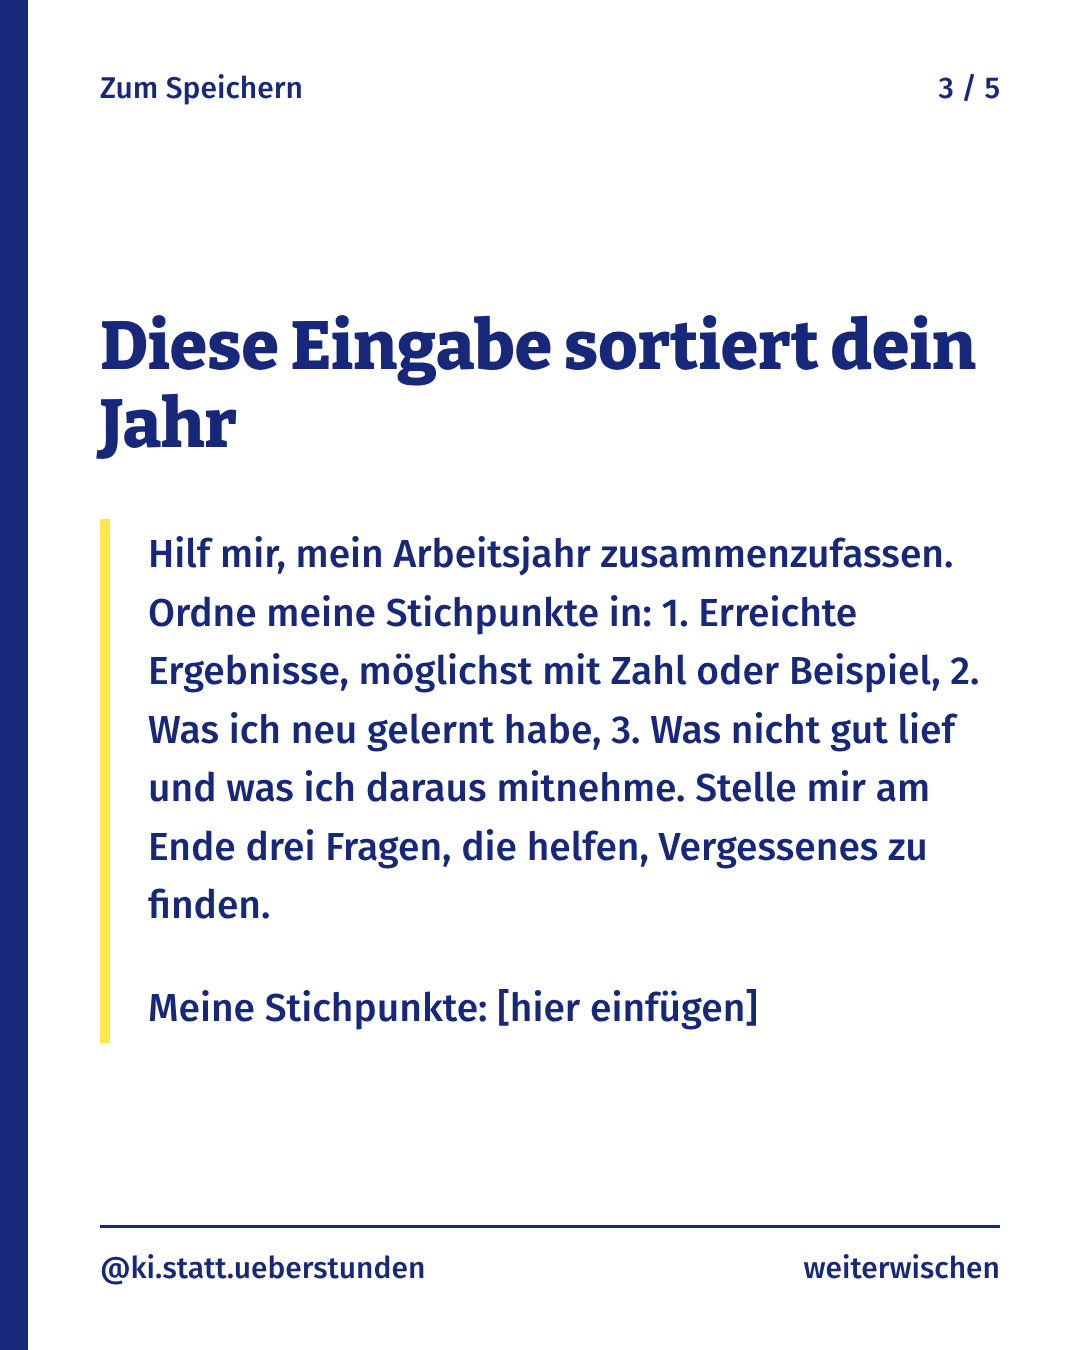 Zum Speichern
3 / 5
Diese Eingabe sortiert dein
Jahr
Hilf mir, mein Arbeitsjahr zusammenzufassen.
Ordne meine Stichpunkte in: 1. Erreichte
Ergebnisse, möglichst mit Zahl oder Beispiel, 2.
Was ich neu gelernt habe, 3. Was nicht gut lief
und was ich daraus mitnehme. Stelle mir am
Ende drei Fragen, die helfen, Vergessenes zu
finden.
Meine Stichpunkte: [hier einfügen]
@ki.statt.ueberstunden
weiterwischen